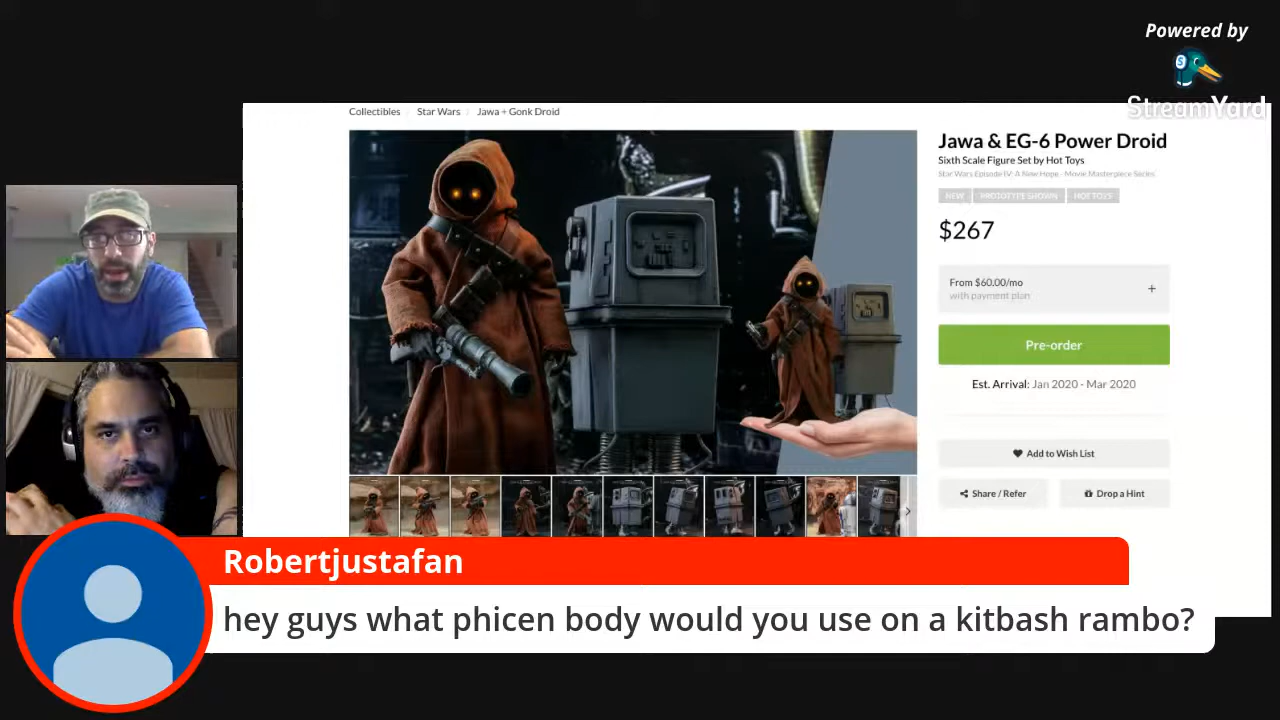 Powered by
StreamYard
Collectibles / Star Wars / Jawa + Gonk Droid
Jawa & EG-6 Power Droid
Sixth Scale Figure Set by Hot Toys
Star Wars Episode IV: A New Hope - Movie Masterpiece Series
NEW PROTOTYPE SHOWN HOT TOYS
$267
From $60.00/mo
with payment plan
+
Pre-order
Est. Arrival: Jan 2020 - Mar 2020
Add to Wish List
Share / Refer
Drop a Hint
Robertjustafan
hey guys what phicen body would you use on a kitbash rambo?